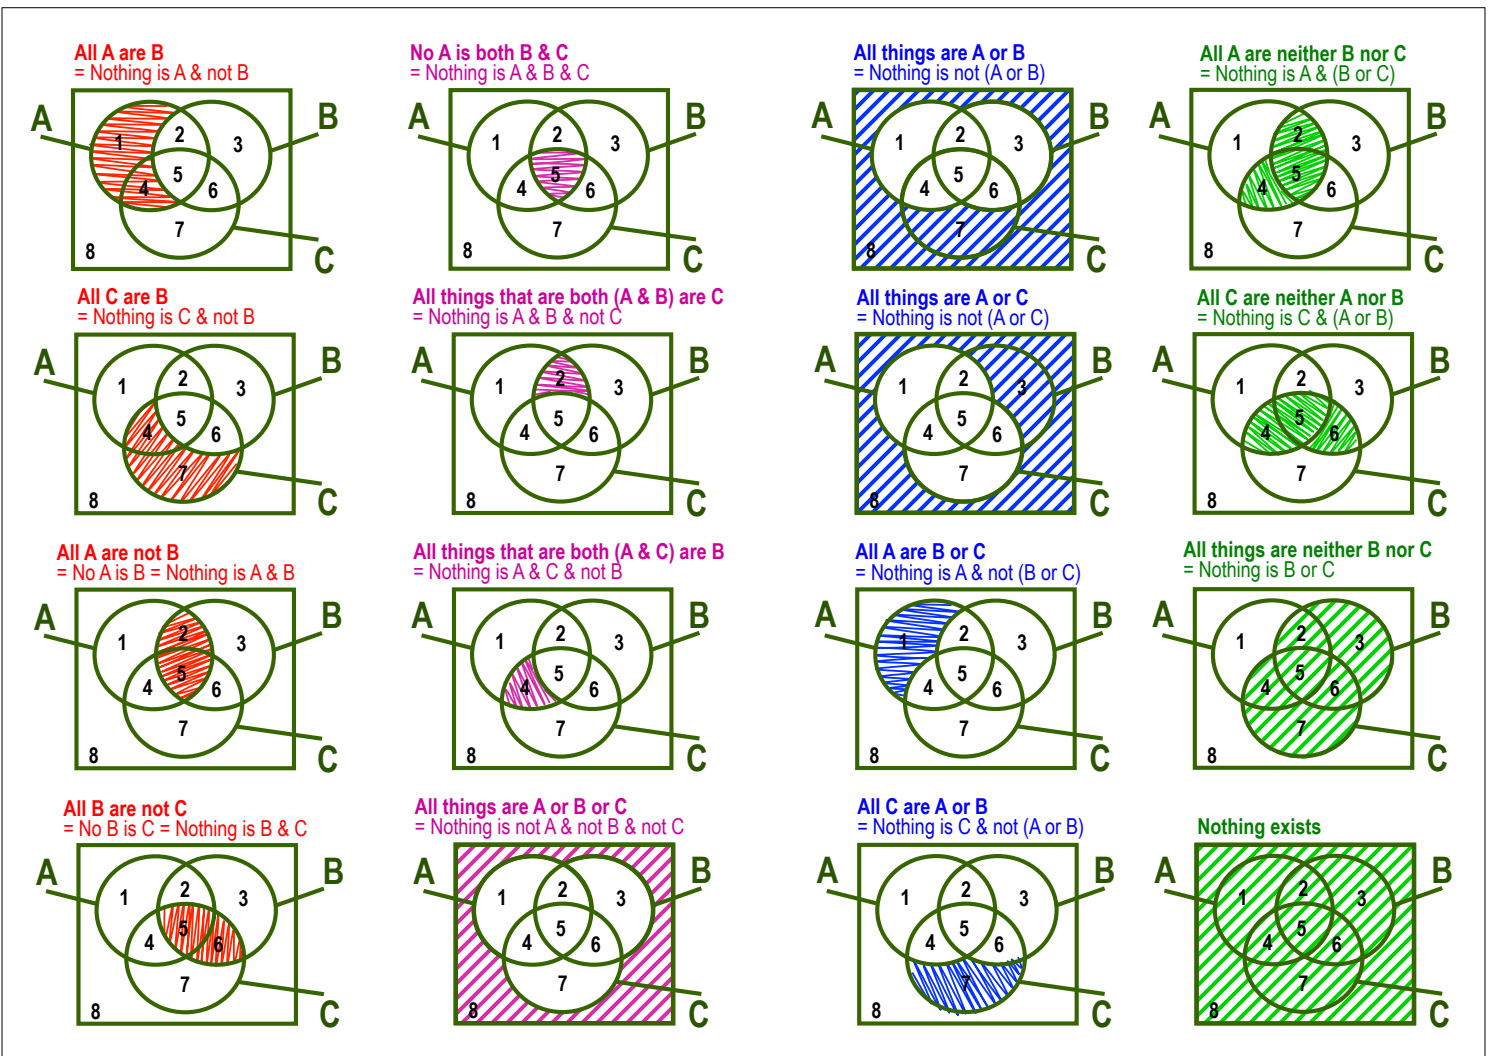 All A are B
= Nothing is A & not B
A 1 2 3 B
4 5 6
7
8 C
No A is both B & C
= Nothing is A & B & C
1 2 3 B
A
4 5 6
7
8 C
All things are A or B
= Nothing is not (A or B)
A 1 2 3 B
4 5 6
7
8 C
All A are neither B nor C
= Nothing is A & (B or C)
A 1 2 3 B
4 5 6
7
8 C
All C are B
= Nothing is C & not B
A 1 2 3 B
4 5 6
7
8 C
All things that are both (A & B) are C
= Nothing is A & B & not C
A 1 2 3 B
4 5 6
7
8 C
All things are A or C
= Nothing is not (A or C)
A 1 2 3 B
4 5 6
7
8 C
All C are neither A nor B
= Nothing is C & (A or B)
A 1 2 3 B
4 5 6
7
8 C
All A are not B
= No A is B = Nothing is A & B
A 1 2 3 B
4 5 6
7
8 C
All things that are both (A & C) are B
= Nothing is A & C & not B
A 1 2 3 B
4 5 6
7
8 C
All A are B or C
= Nothing is A & not (B or C)
A 1 2 3 B
4 5 6
7
8 C
All things are neither B nor C
= Nothing is B or C
A 1 2 3 B
4 5 6
7
8 C
All B are not C
= No B is C = Nothing is B & C
A 1 2 3 B
4 5 6
7
8 C
All things are A or B or C
= Nothing is not A & not B & not C
A 1 2 3 B
4 5 6
7
8 C
All C are A or B
= Nothing is C & not (A or B)
A 1 2 3 B
4 5 6
7
8 C
Nothing exists
A 1 2 3 B
4 5 6
7
8 C